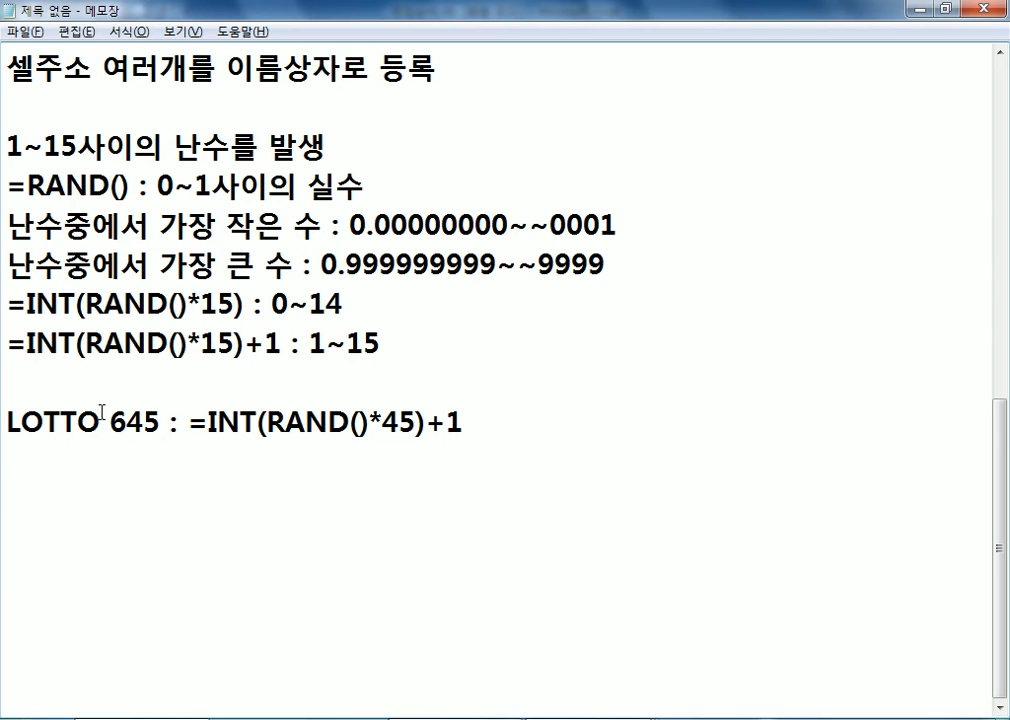 제목 없음 - 메모장
파일(F) 편집(E) 서식(O) 보기(V) 도움말(H)
셀주소 여러개를 이름상자로 등록
1~15사이의 난수를 발생
=RAND() : 0~1사이의 실수
난수중에서 가장 작은 수 : 0.00000000~~0001
난수중에서 가장 큰 수 : 0.999999999~~9999
=INT(RAND()*15) : 0~14
=INT(RAND()*15)+1 : 1~15
LOTTO 645 : =INT(RAND()*45)+1